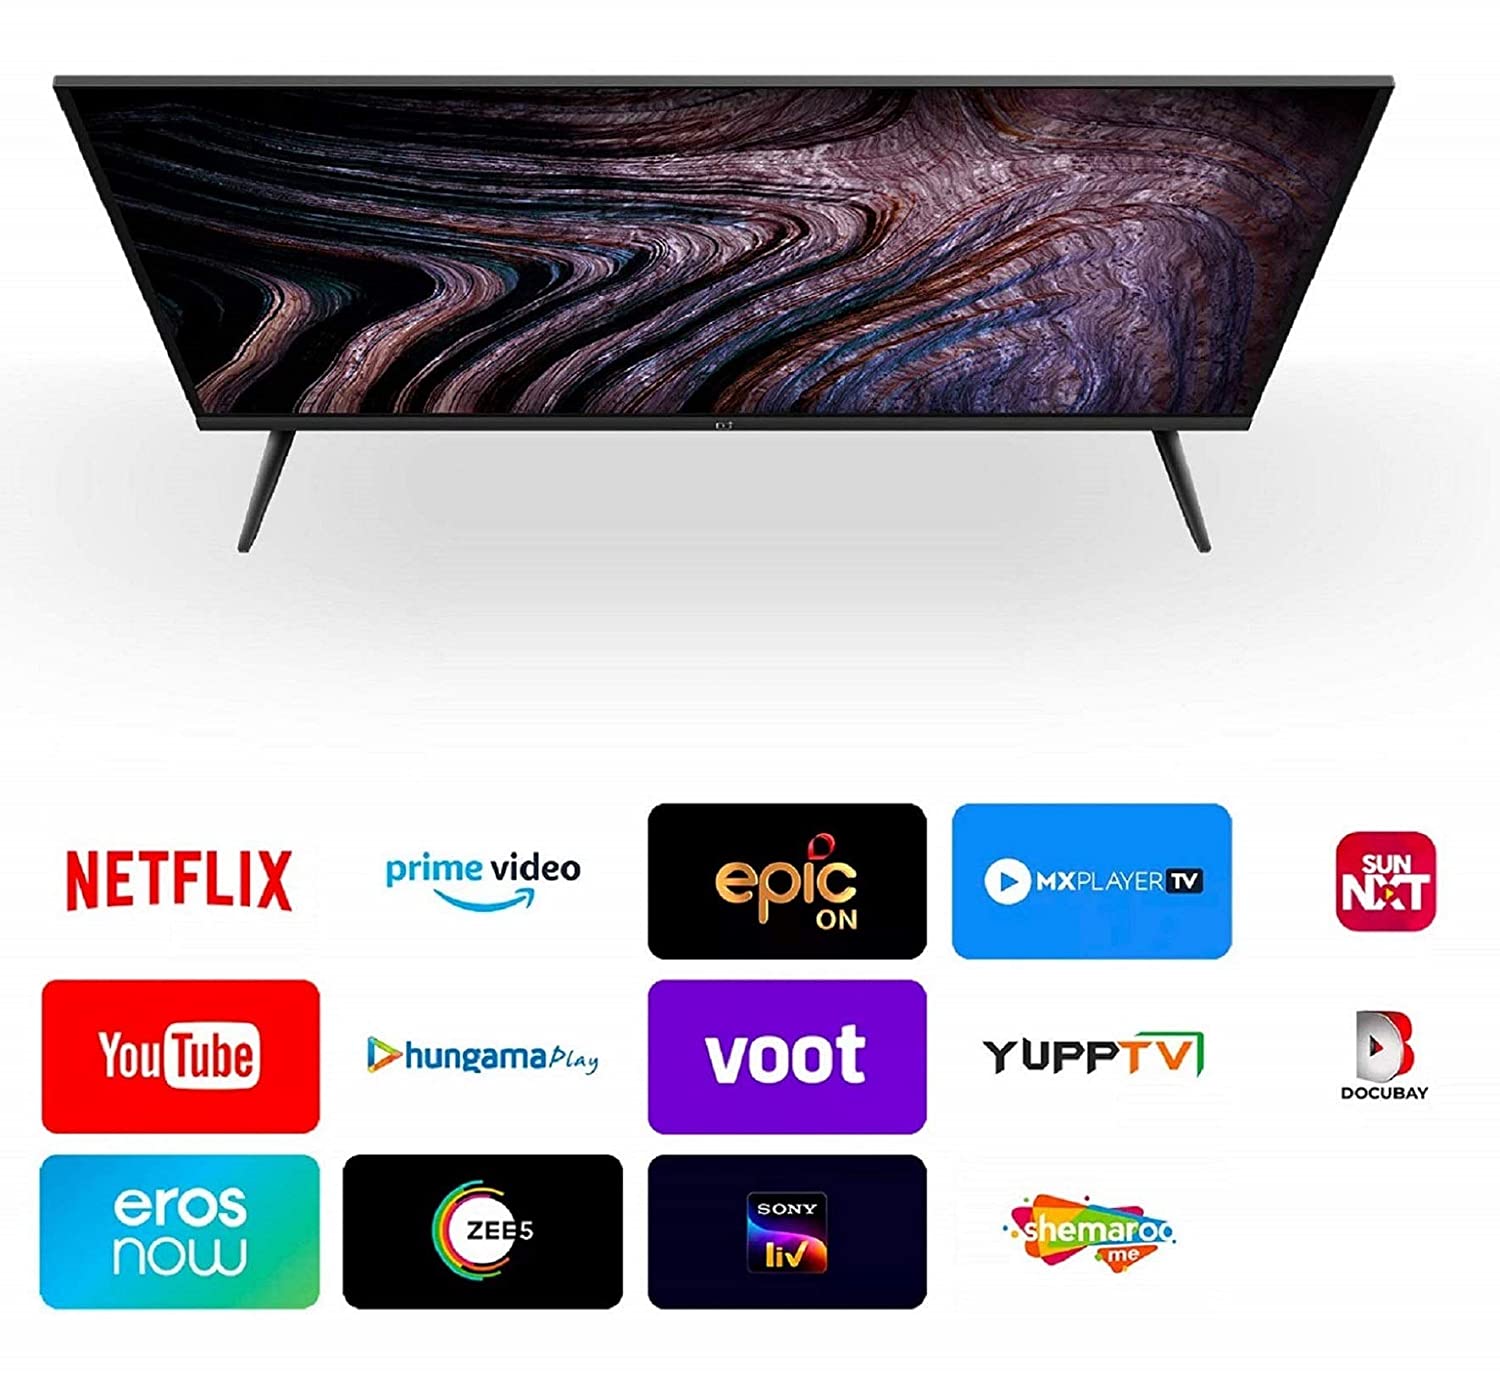 NETFLIX
prime video
epic
ON
MXPLAYER TV
SUN
NXT
YouTube
hungama Play
voot
YUPPTV
DOCUBAY
eros
now
ZEE5
SONY
liv
shemaroo
me